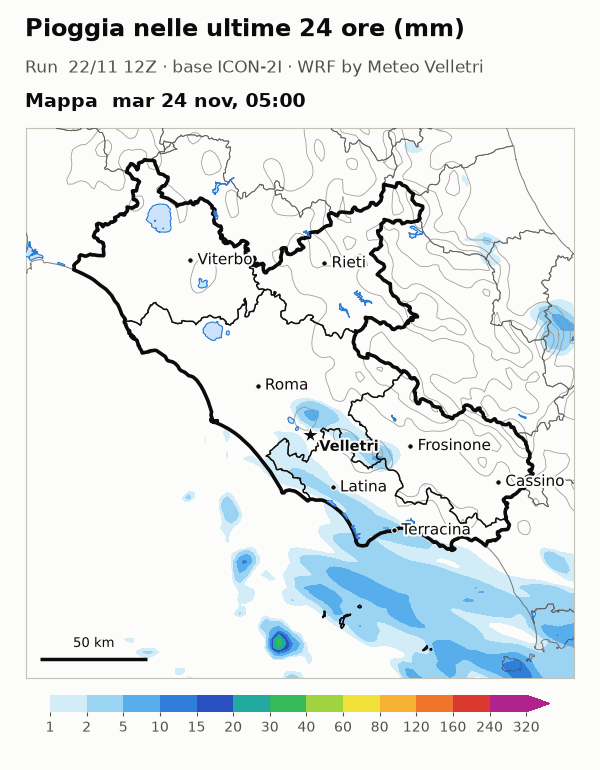 Pioggia nelle ultime 24 ore (mm)
Run 22/11 12Z · base ICON-2I · WRF by Meteo Velletri
Mappa mar 24 nov, 05:00
Viterbo
Rieti
Roma
Velletri
Frosinone
Latina
Cassino
Terracina
50 km
1 2 5 10 15 20 30 40 60 80 120 160 240 320